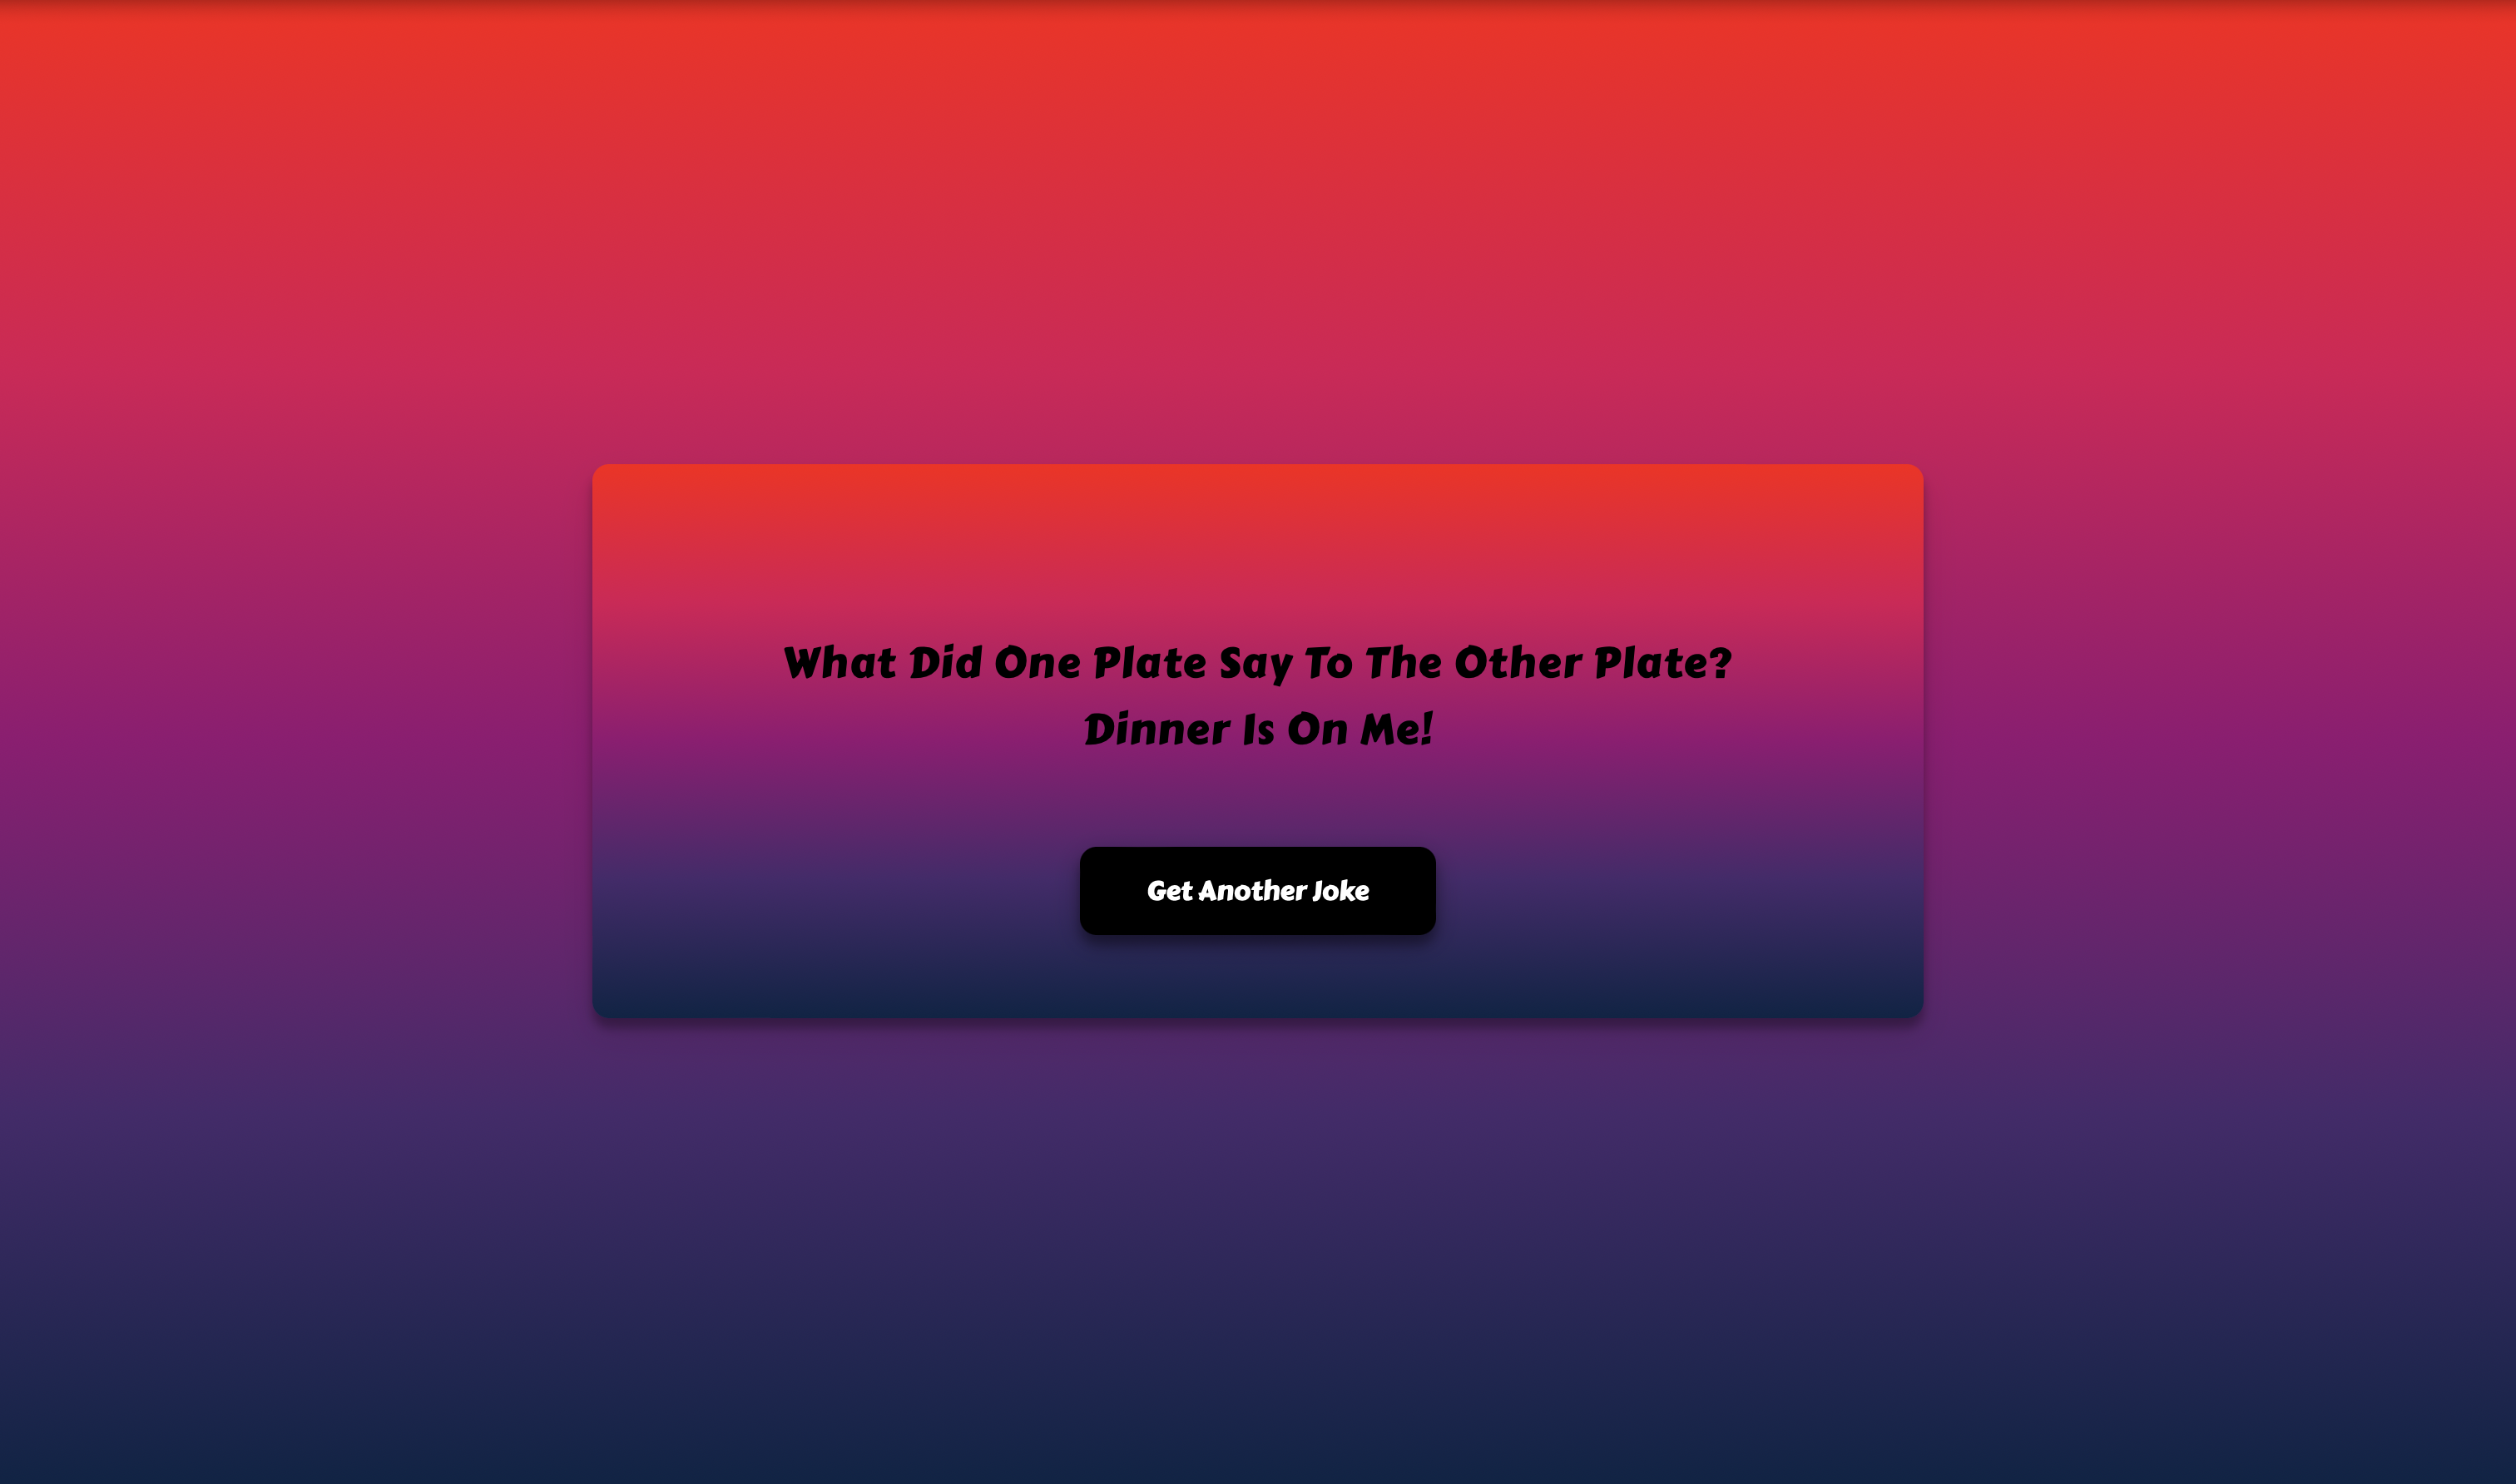 What Did One Plate Say To The Other Plate?
Dinner Is On Me!
Get Another Joke